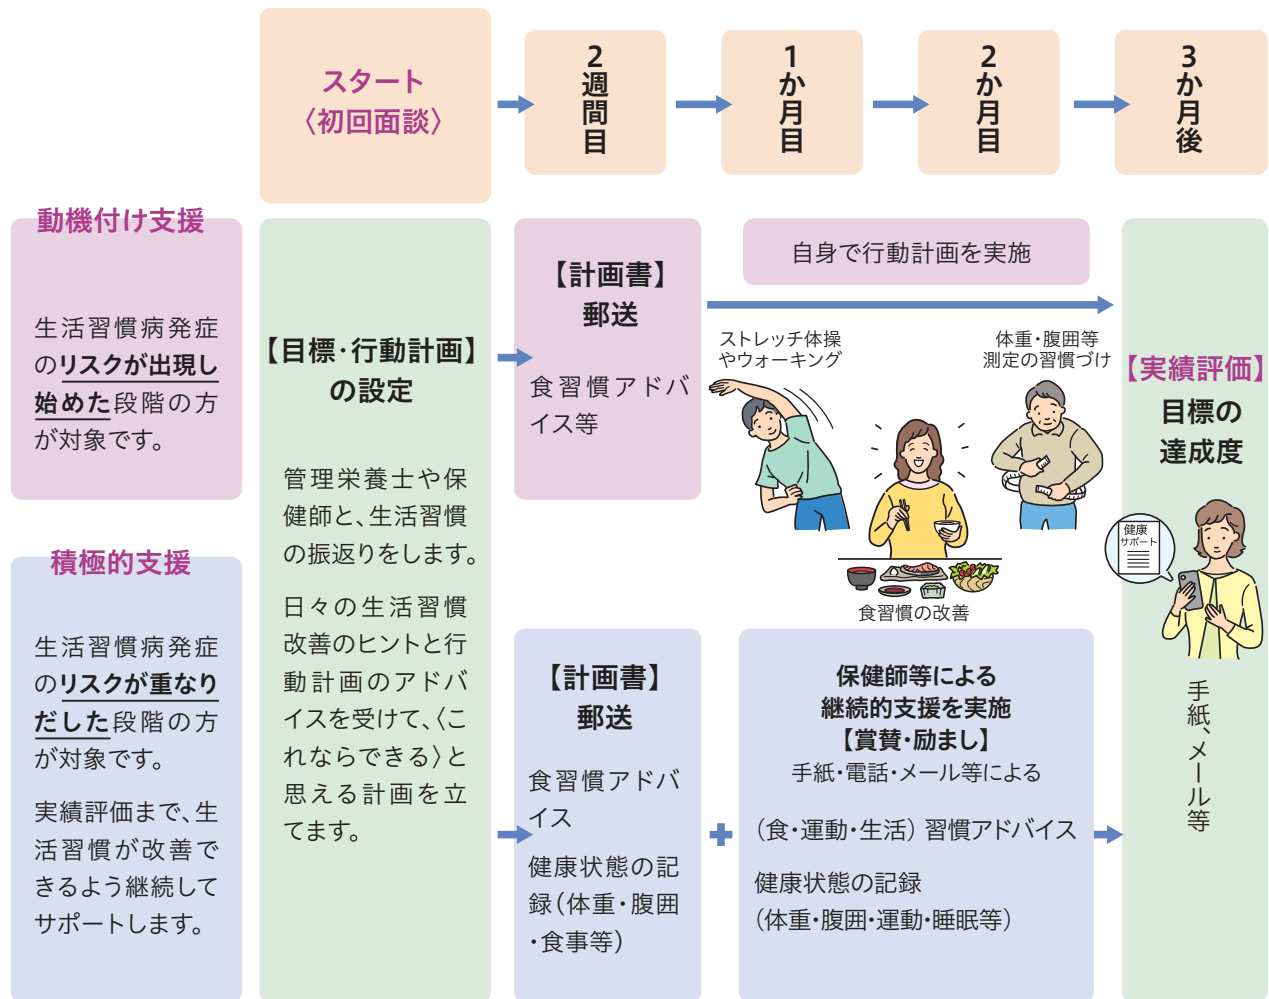 スタート
〈初回面談〉
2週間目
1か月目
2か月目
3か月後
動機付け支援
生活習慣病発症
のリスクが出現し
始めた段階の方
が対象です。
積極的支援
生活習慣病発症
のリスクが重なり
だした段階の方
が対象です。
実績評価まで、生
活習慣が改善で
きるよう継続して
サポートします。
【目標・行動計画】
の設定
管理栄養士や保
健師と、生活習慣
の振返りをします。
日々の生活習慣
改善のヒントと行
動計画のアドバ
イスを受けて、〈こ
れならできる〉と
思える計画を立
てます。
【計画書】
郵送
食習慣アドバ
イス等
自身で行動計画を実施
ストレッチ体操
やウォーキング
体重・腹囲等
測定の習慣づけ
食習慣の改善
【計画書】
郵送
食習慣アドバ
イス
健康状態の記
録(体重・腹囲
・食事等)
保健師等による
継続的支援を実施
【賞賛・励まし】
手紙・電話・メール等による
(食・運動・生活)習慣アドバイス
健康状態の記録
(体重・腹囲・運動・睡眠等)
【実績評価】
目標の
達成度
健康
サポート
手紙、メール等